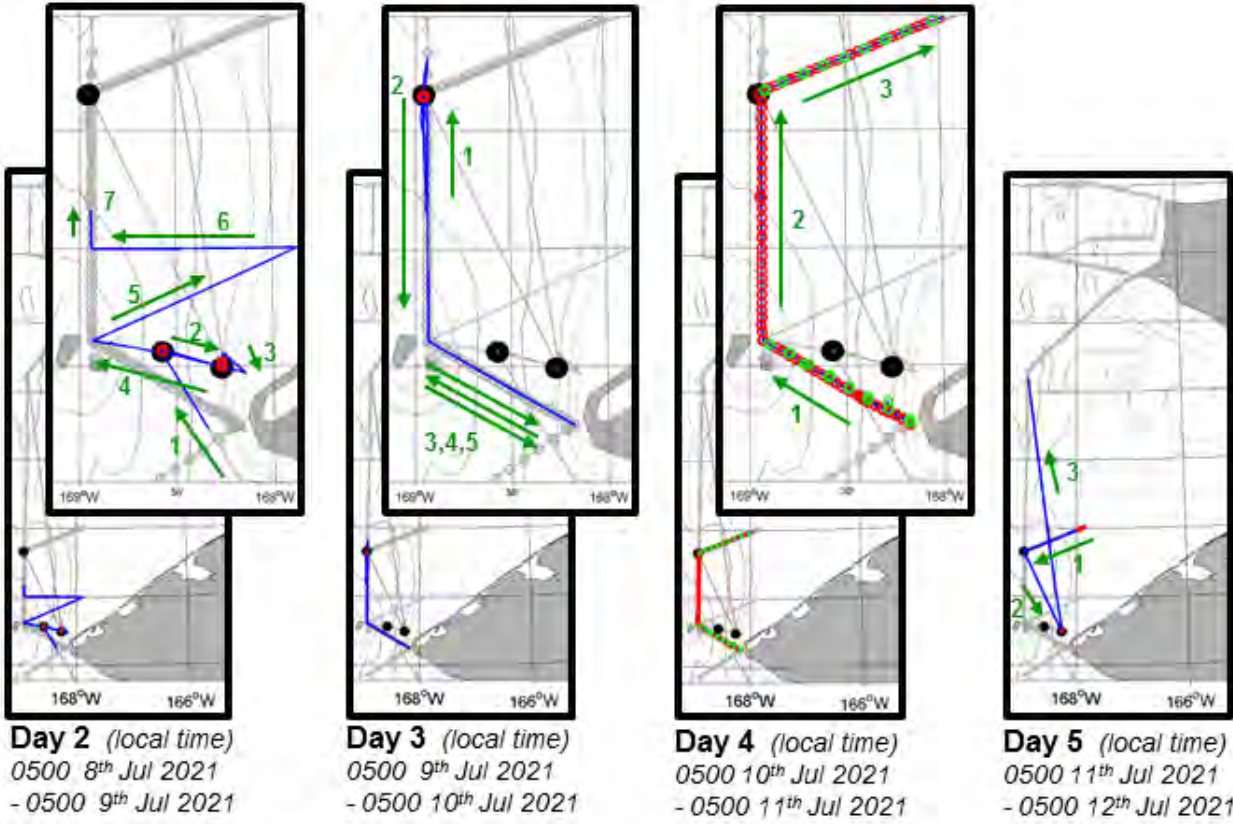 7
6
5
2
3
4
1
169°W
30'
168°W
168°W
166°W
Day 2 (local time)
0500 8th Jul 2021
- 0500 9th Jul 2021
2
1
3,4,5
169°W
30'
168°W
168°W
166°W
Day 3 (local time)
0500 9th Jul 2021
- 0500 10th Jul 2021
3
2
1
169°W
30'
168°W
168°W
166°W
Day 4 (local time)
0500 10th Jul 2021
- 0500 11th Jul 2021
3
1
2
168°W
166°W
Day 5 (local time)
0500 11th Jul 2021
- 0500 12th Jul 2021